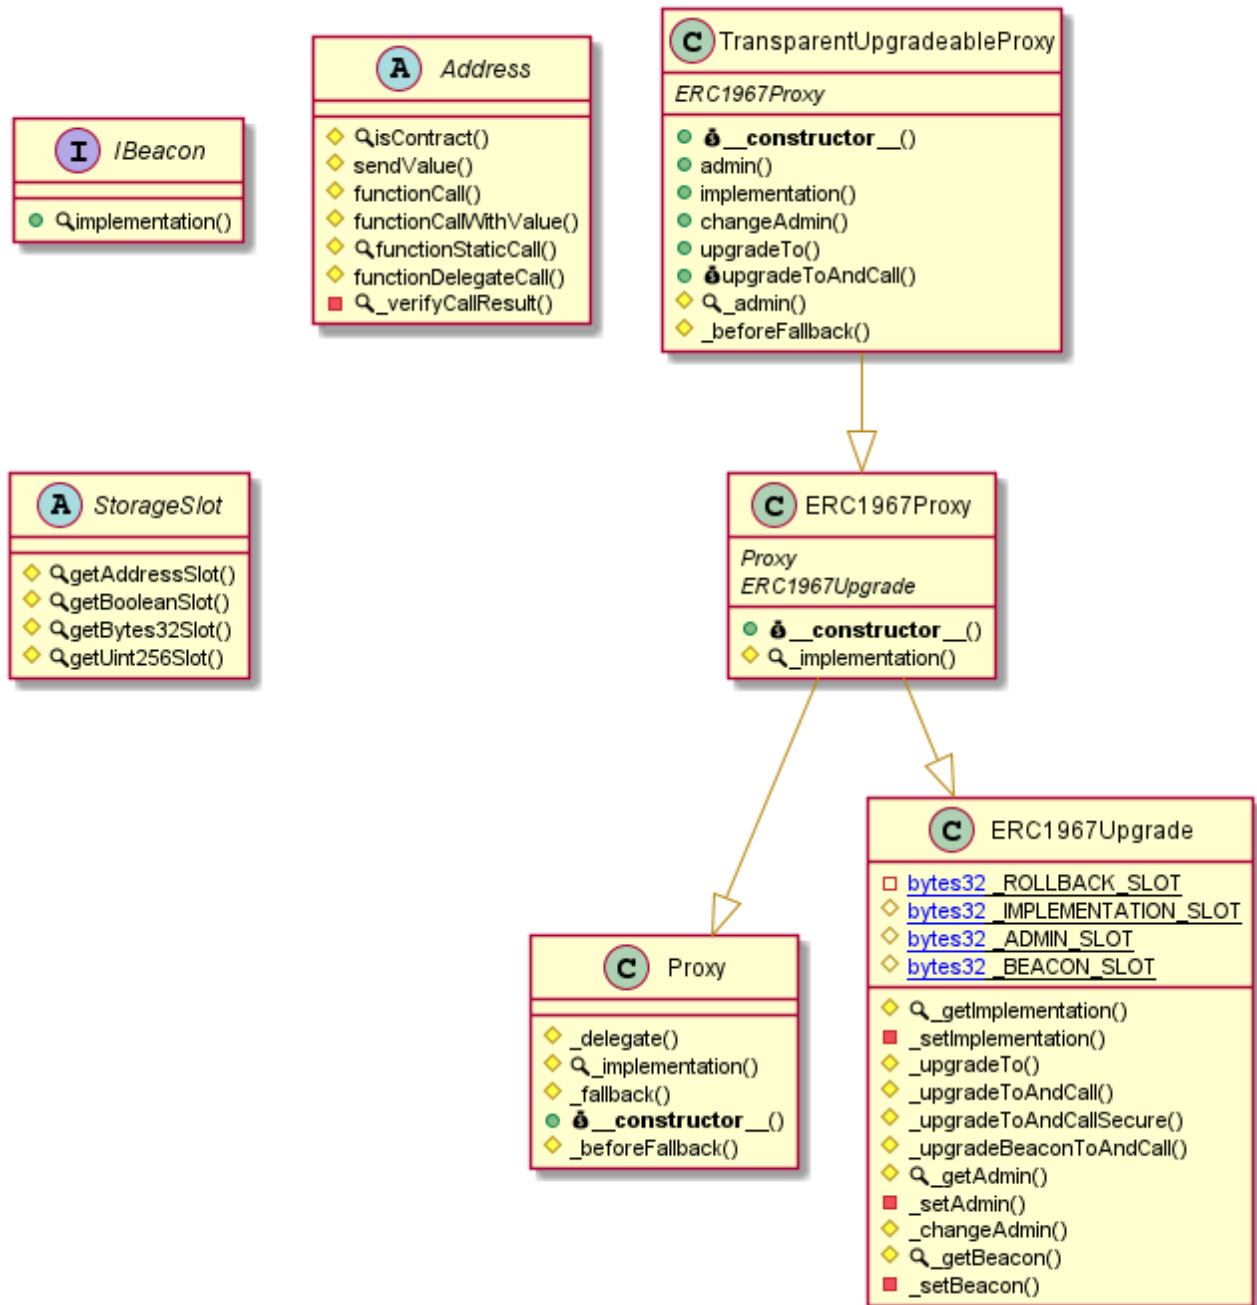 I IBeacon
implementation()
A Address
isContract()
sendValue()
functionCall()
functionCallWithValue()
functionStaticCall()
functionDelegateCall()
_verifyCallResult()
C TransparentUpgradeableProxy
ERC1967Proxy
__constructor__()
admin()
implementation()
changeAdmin()
upgradeTo()
upgradeToAndCall()
_admin()
_beforeFallback()
A StorageSlot
getAddressSlot()
getBooleanSlot()
getBytes32Slot()
getUint256Slot()
C ERC1967Proxy
Proxy
ERC1967Upgrade
__constructor__()
_implementation()
C Proxy
_delegate()
_implementation()
_fallback()
__constructor__()
_beforeFallback()
C ERC1967Upgrade
bytes32 _ROLLBACK_SLOT
bytes32 _IMPLEMENTATION_SLOT
bytes32 _ADMIN_SLOT
bytes32 _BEACON_SLOT
_getImplementation()
_setImplementation()
_upgradeTo()
_upgradeToAndCall()
_upgradeToAndCallSecure()
_upgradeBeaconToAndCall()
_getAdmin()
_setAdmin()
_changeAdmin()
_getBeacon()
_setBeacon()